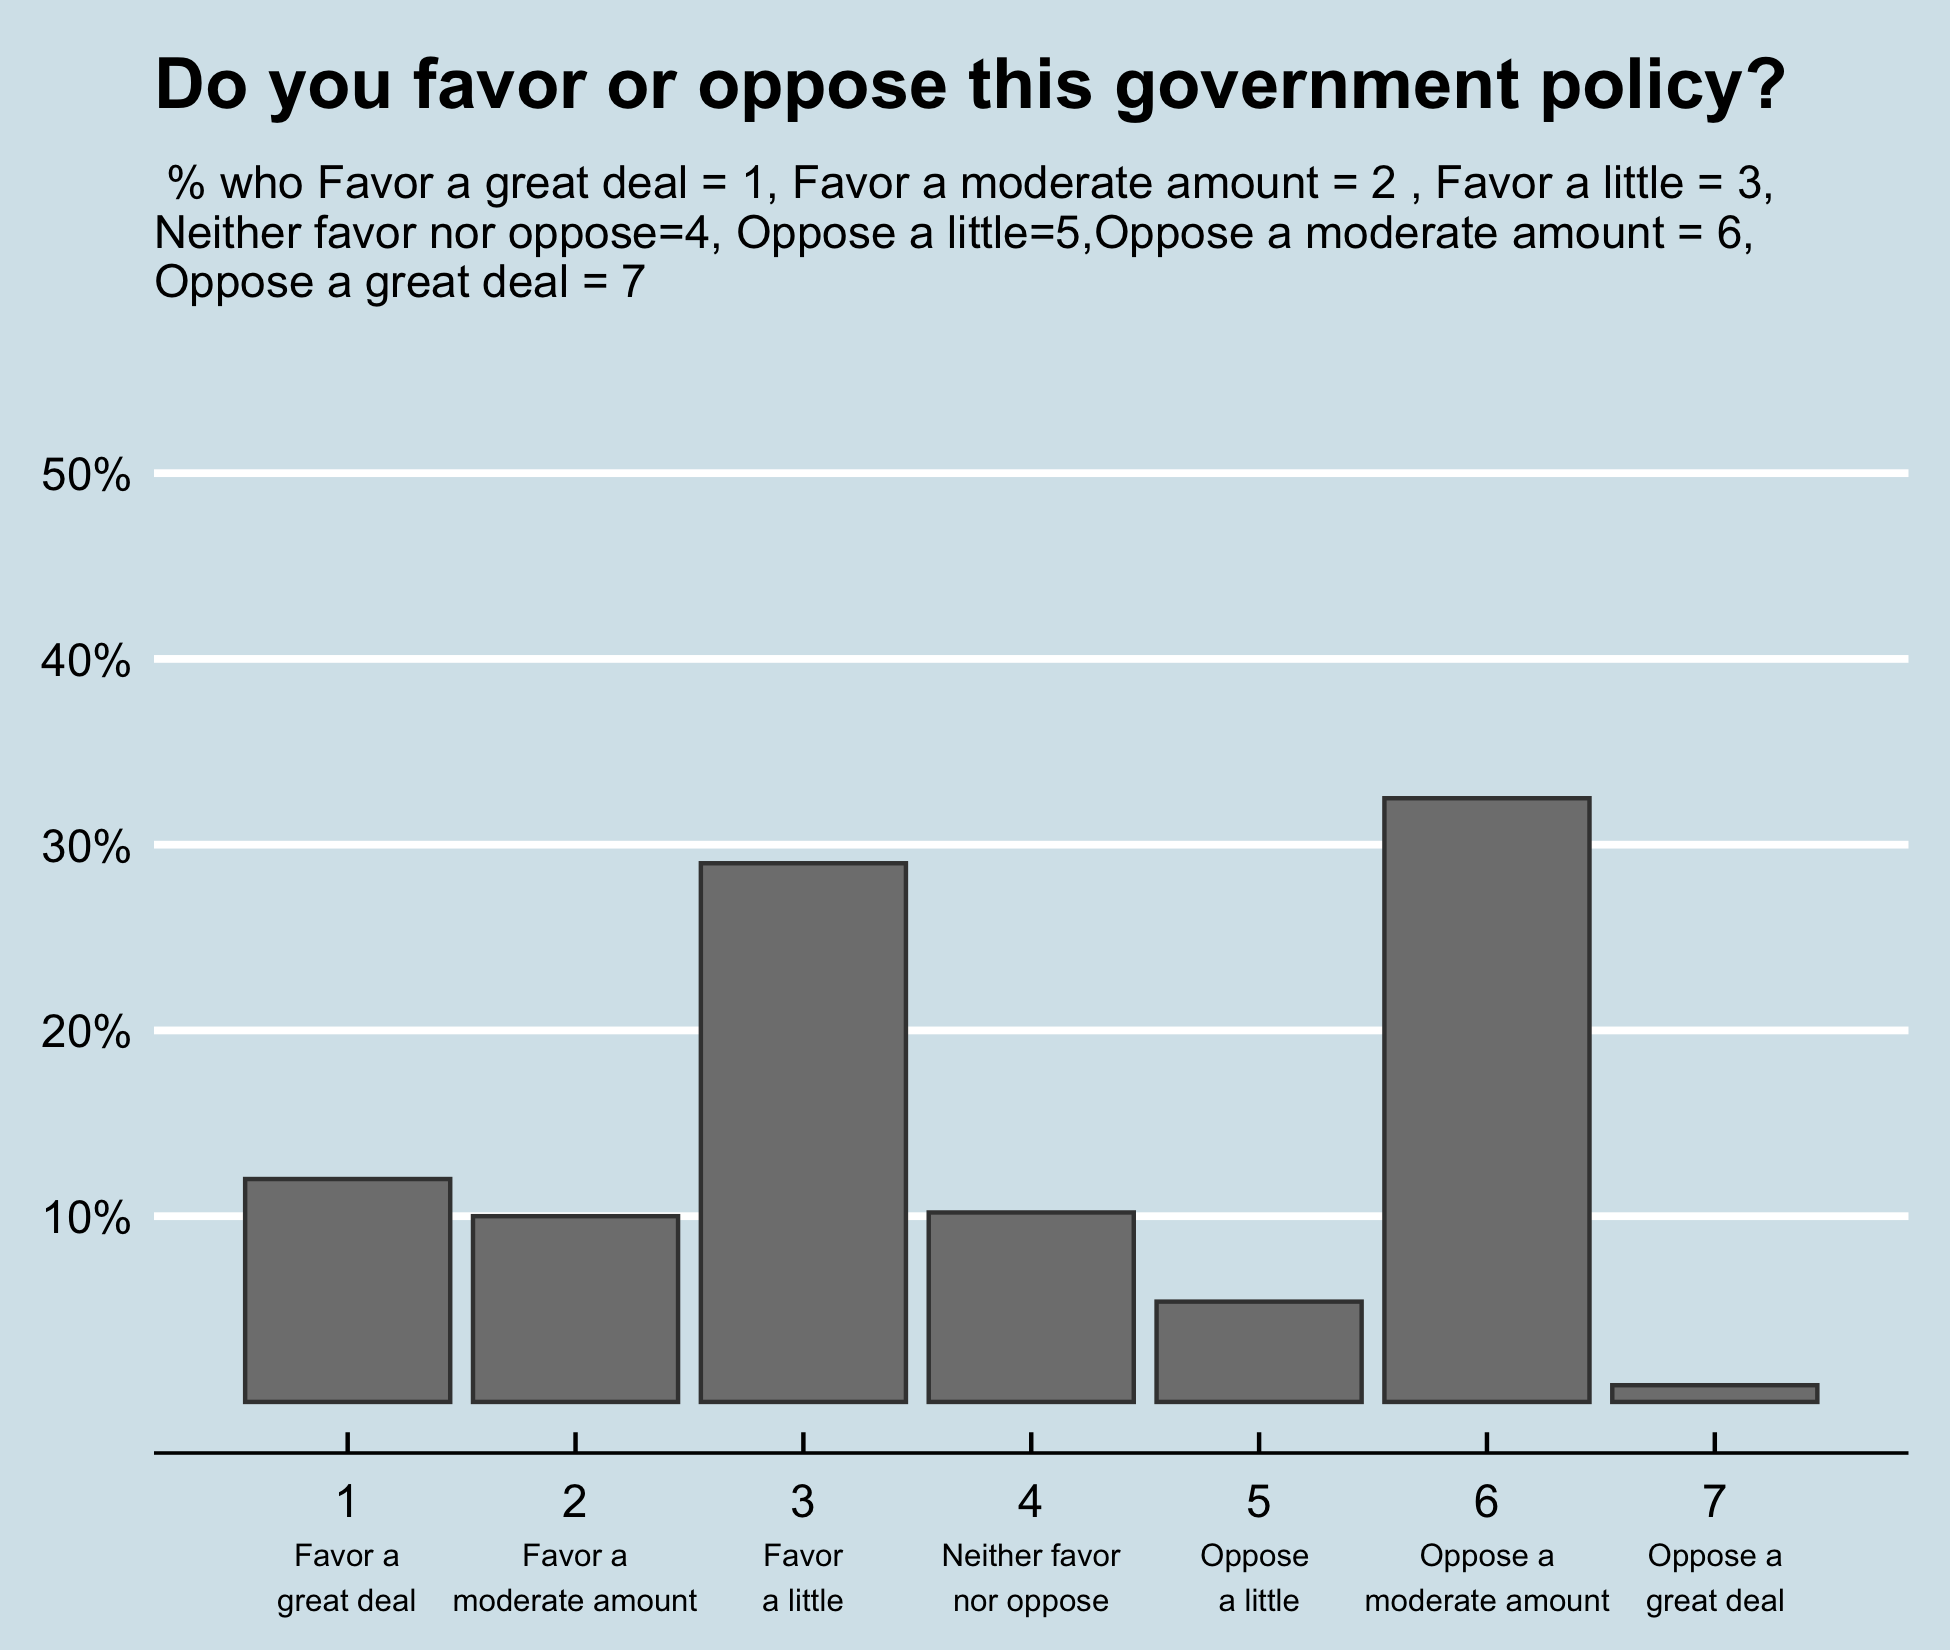 Do you favor or oppose this government policy?
% who Favor a great deal = 1, Favor a moderate amount = 2 , Favor a little = 3,
Neither favor nor oppose=4, Oppose a little=5,Oppose a moderate amount = 6,
Oppose a great deal = 7
50%
40%
30%
20%
10%
1 2 3 4 5 6 7
Favor a Favor a Favor Neither favor Oppose Oppose a Oppose a
great deal moderate amount a little nor oppose a little moderate amount great deal